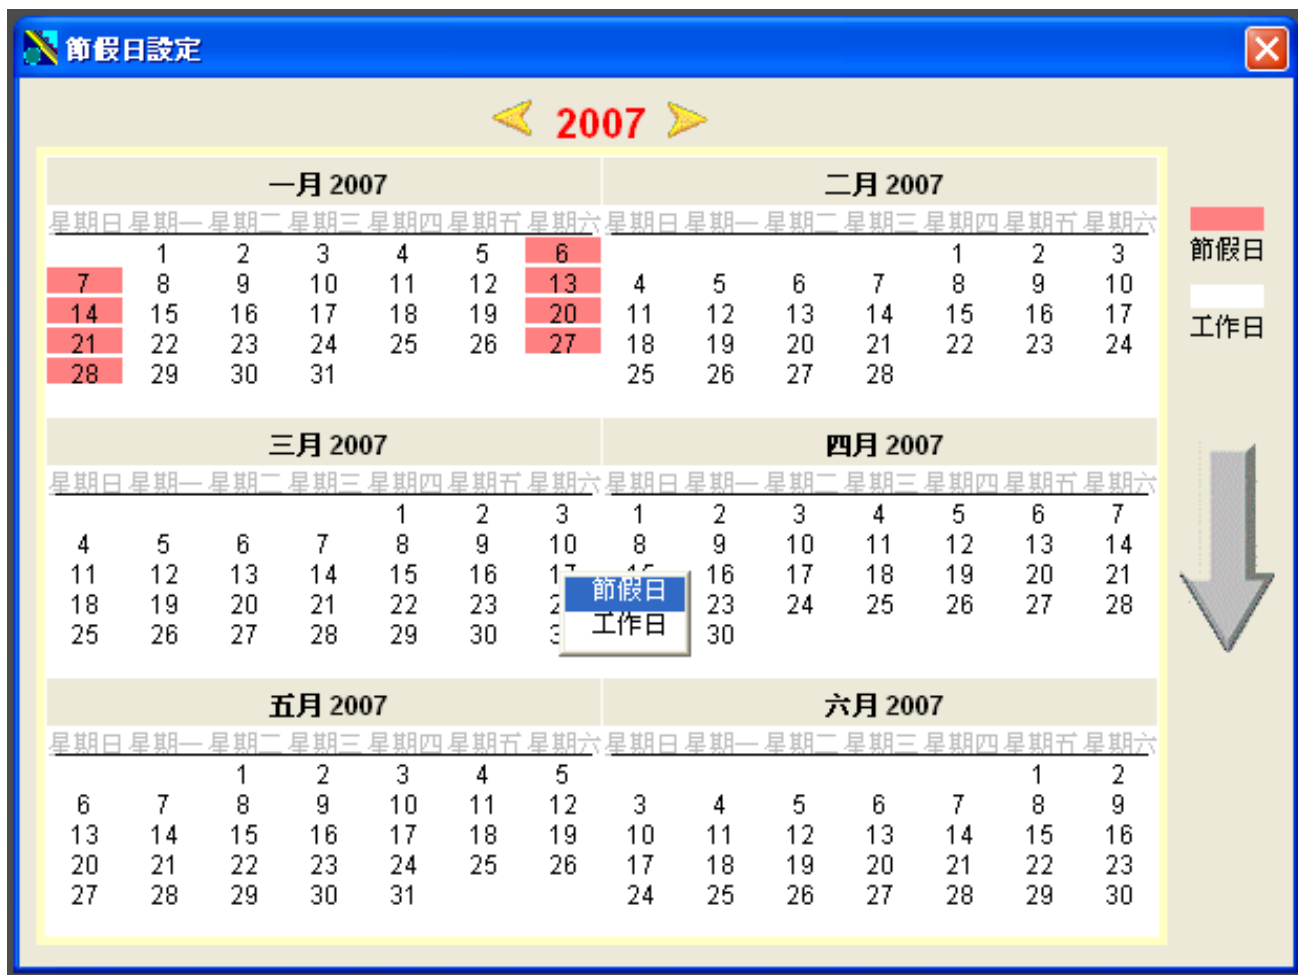 節假日設定
2007
一月 2007
星期日 星期一 星期二 星期三 星期四 星期五 星期六
1 2 3 4 5 6
7 8 9 10 11 12 13
14 15 16 17 18 19 20
21 22 23 24 25 26 27
28 29 30 31
二月 2007
星期日 星期一 星期二 星期三 星期四 星期五 星期六
1 2 3
4 5 6 7 8 9 10
11 12 13 14 15 16 17
18 19 20 21 22 23 24
25 26 27 28
節假日
工作日
三月 2007
星期日 星期一 星期二 星期三 星期四 星期五 星期六
1 2 3
4 5 6 7 8 9 10
11 12 13 14 15 16 17
18 19 20 21 22 23
25 26 27 28 29 30
四月 2007
星期日 星期一 星期二 星期三 星期四 星期五 星期六
1 2 3 4 5 6 7
8 9 10 11 12 13 14
15 16 17 18 19 20 21
23 24 25 26 27 28
30
節假日
工作日
五月 2007
星期日 星期一 星期二 星期三 星期四 星期五 星期六
1 2 3 4 5
6 7 8 9 10 11 12
13 14 15 16 17 18 19
20 21 22 23 24 25 26
27 28 29 30 31
六月 2007
星期日 星期一 星期二 星期三 星期四 星期五 星期六
1 2
3 4 5 6 7 8 9
10 11 12 13 14 15 16
17 18 19 20 21 22 23
24 25 26 27 28 29 30